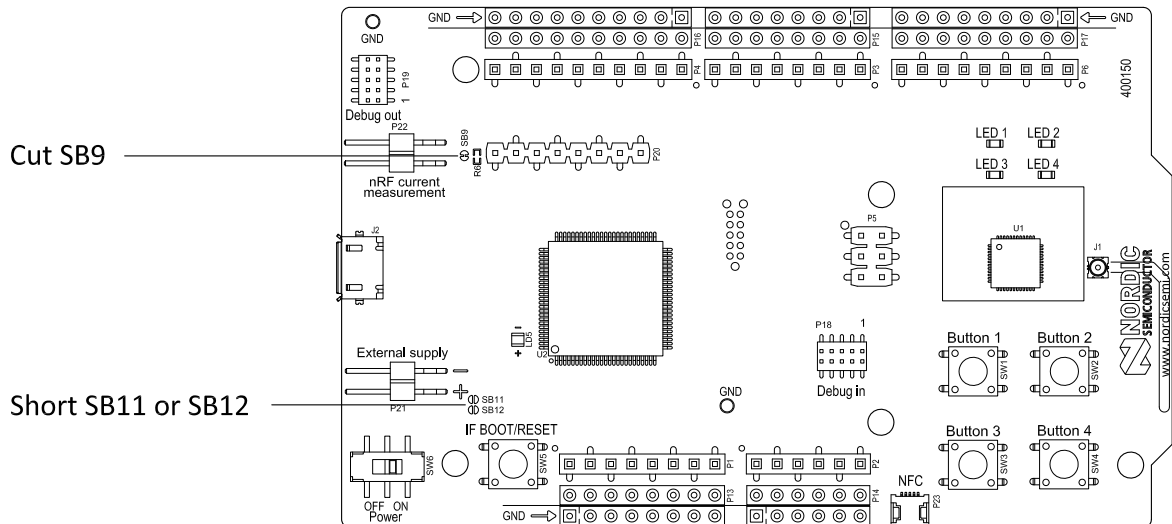 GND
GND
GND
P16
P15
P17
P19
1
Debug out
P4
P3
P6
400150
P22
SB9
Cut SB9
R6
P20
nRF current
measurement
LED 1
LED 2
LED 3
LED 4
J2
P5
U1
J1
NORDIC
SEMICONDUCTOR
www.nordicsemi.com
-
LD5
+
U2
P18
1
Debug in
Button 1
Button 2
SW1
SW2
External supply
P21
SB11
SB12
Short SB11 or SB12
GND
IF BOOT/RESET
SW5
SW6
OFF ON
Power
P1
P2
Button 3
Button 4
SW3
SW4
P13
P14
NFC
P23
GND